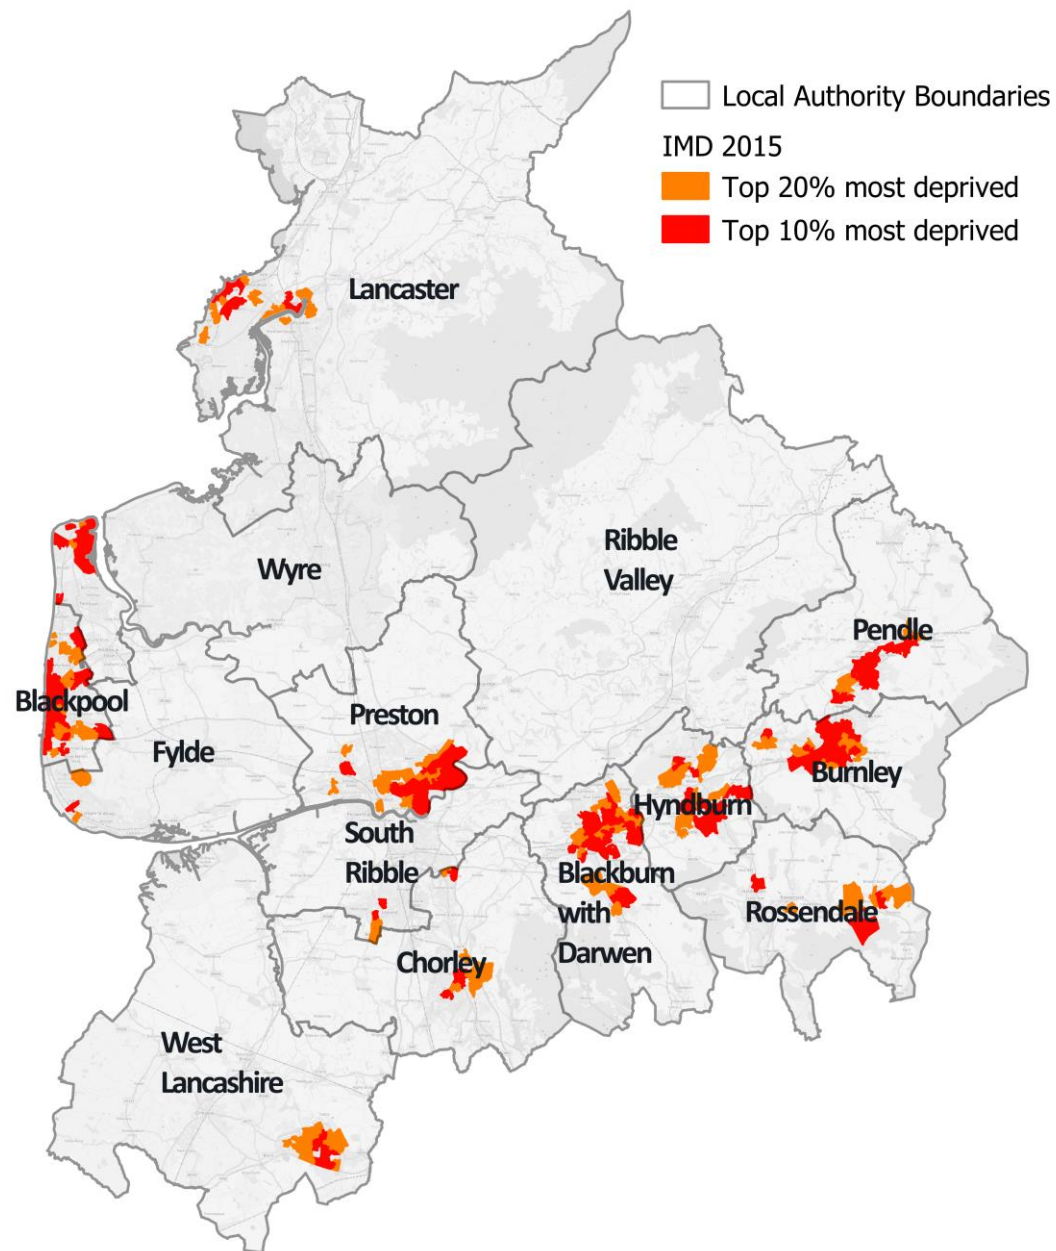 Local Authority Boundaries
IMD 2015
Top 20% most deprived
Top 10% most deprived
Lancaster
Wyre
Ribble
Valley
Pendle
Blackpool
Preston
Fylde
Burnley
Hyndburn
South
Ribble
Blackburn
with
Darwen
Rossendale
Chorley
West
Lancashire